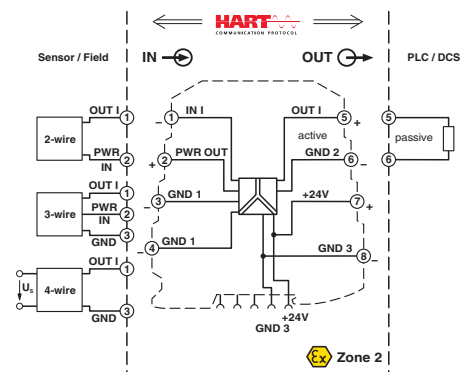 HART
COMMUNICATION PROTOCOL
Sensor / Field
IN
OUT
PLC / DCS
OUT I
1
2-wire
PWR
IN
2
OUT I
1
3-wire
PWR
IN
2
GND
3
OUT I
1
Us
4-wire
GND
3
– 1 IN I
+ 2 PWR OUT
– 3 GND 1
– 4 GND 1
OUT I 5 +
active
GND 2 6 –
+24V 7 +
GND 3 8 –
+24V
GND 3
5
passive
6
Ex Zone 2